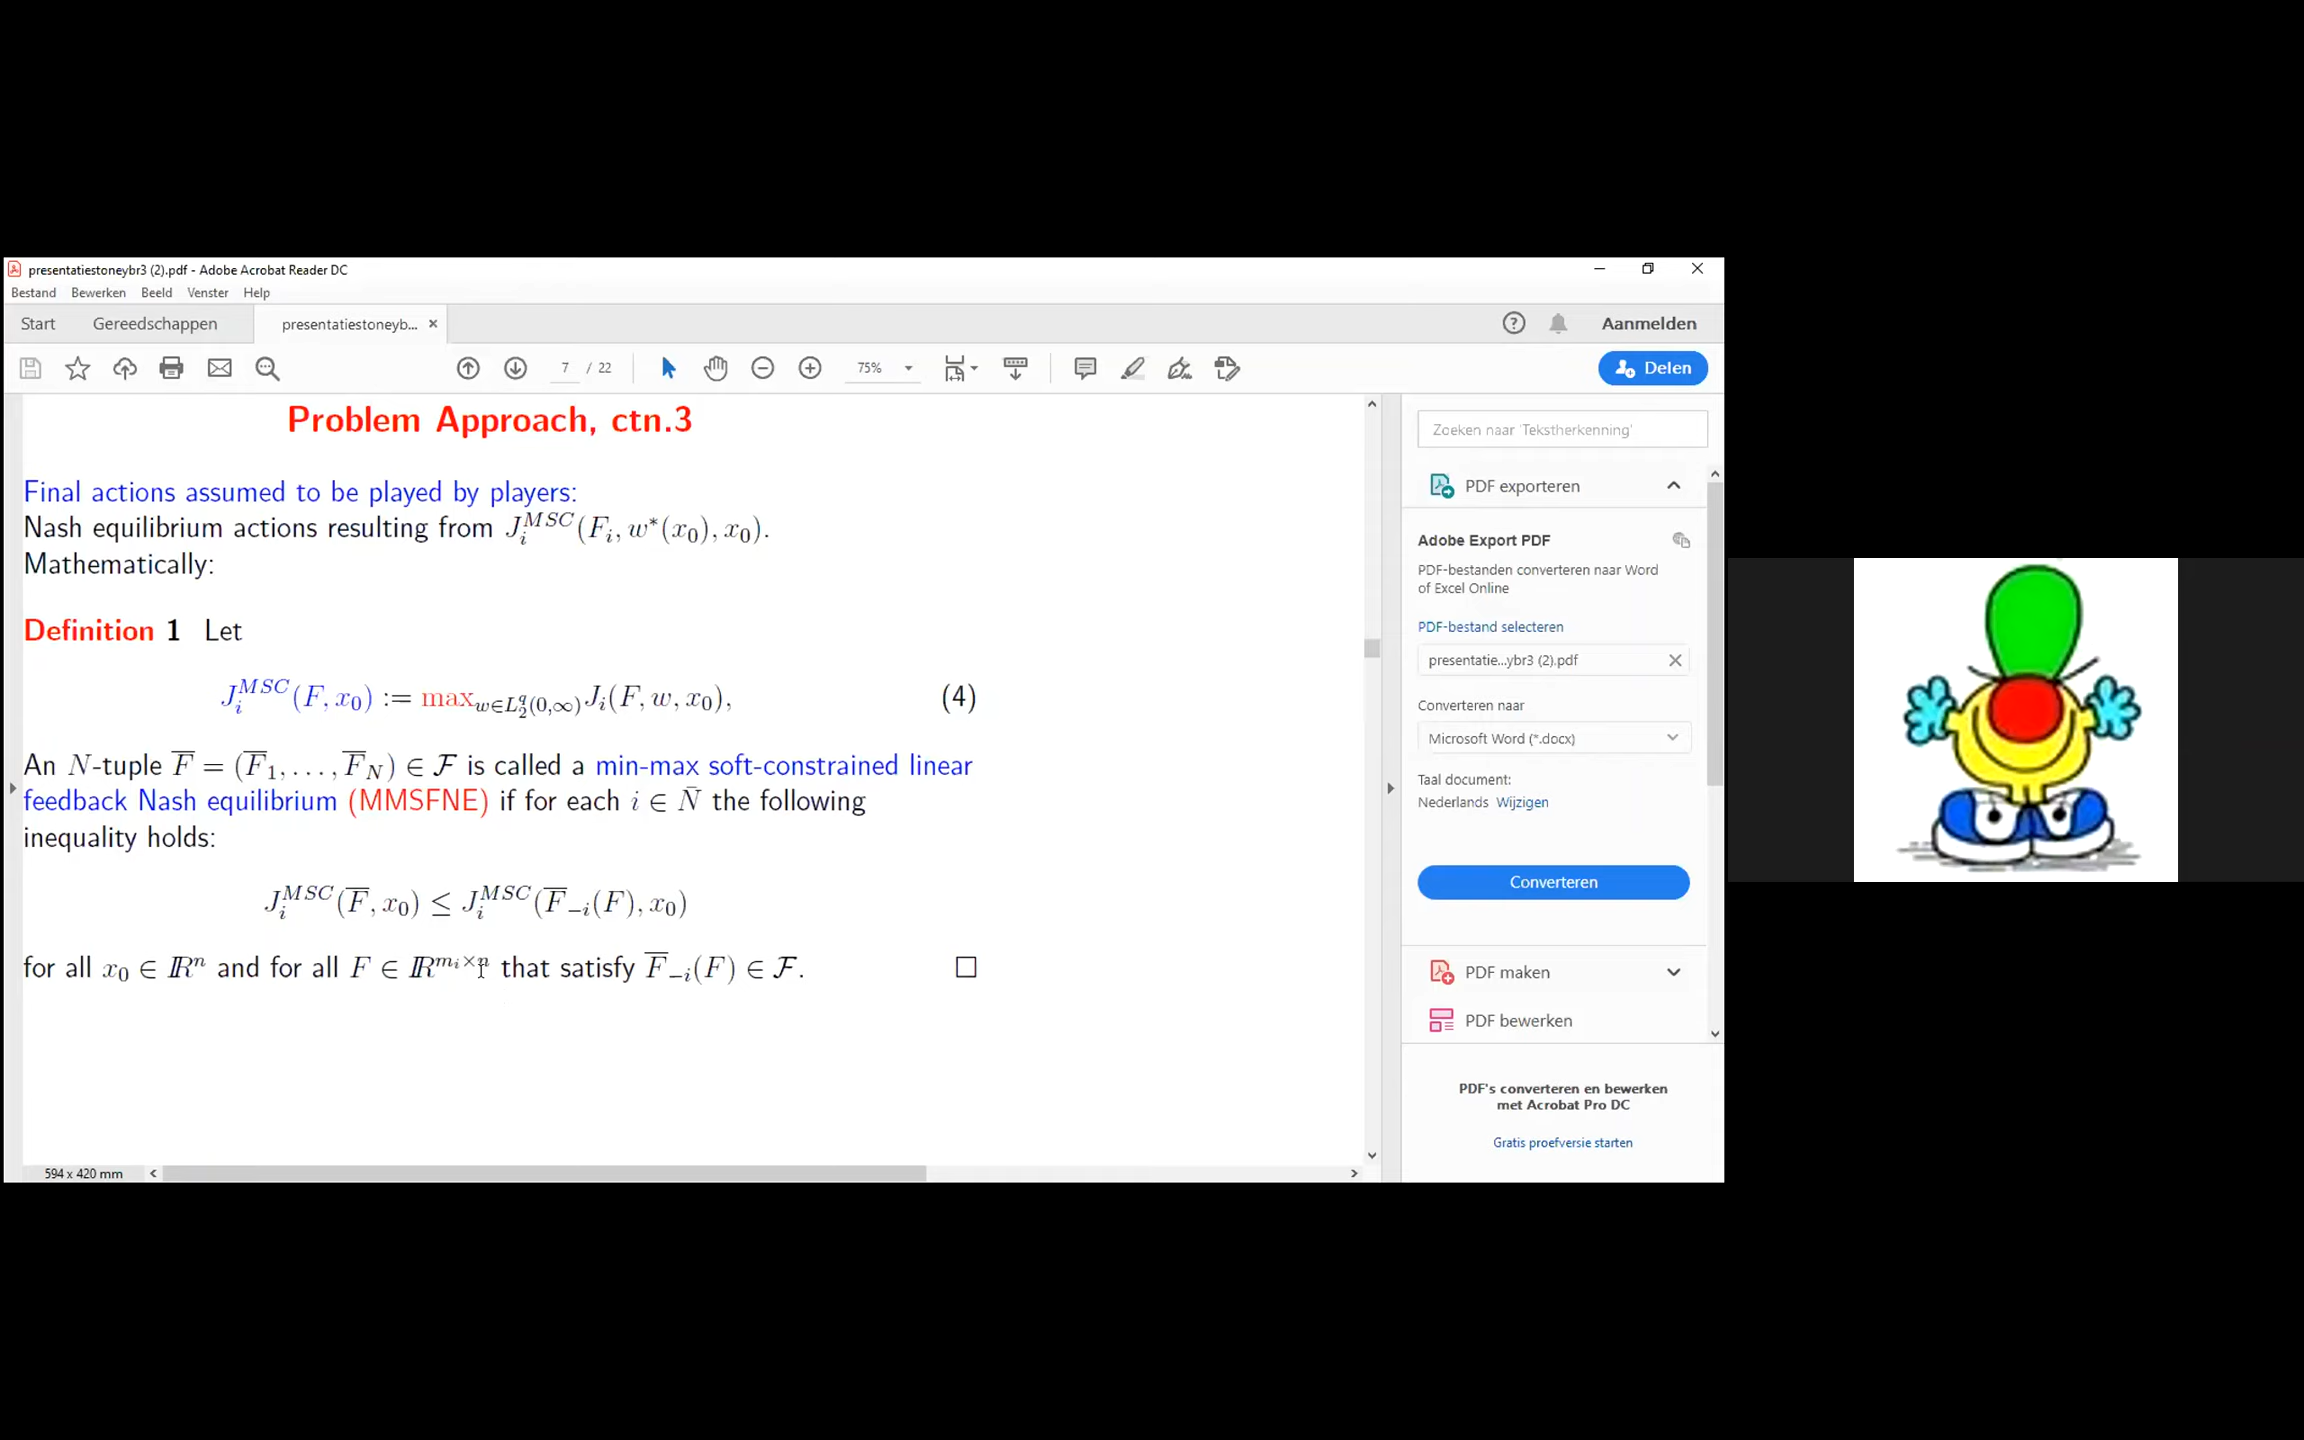 presentatiestoneybr3 (2).pdf - Adobe Acrobat Reader DC
Bestand Bewerken Beeld Venster Help
Start Gereedschappen presentatiestoneyb... × Aanmelden
7 / 22 75% Delen
Problem Approach, ctn.3
Final actions assumed to be played by players:
Nash equilibrium actions resulting from J_i^{MSC}(F_i, w*(x_0), x_0).
Mathematically:
Definition 1 Let
J_i^{MSC}(F, x_0) := max_{w∈L_2^q(0,∞)} J_i(F, w, x_0), (4)
An N-tuple F̅ = (F̅_1, . . . , F̅_N) ∈ ℱ is called a min-max soft-constrained linear
feedback Nash equilibrium (MMSFNE) if for each i ∈ N̄ the following
inequality holds:
J_i^{MSC}(F̅, x_0) ≤ J_i^{MSC}(F̅_{−i}(F), x_0)
for all x_0 ∈ ℝ^n and for all F ∈ ℝ^{m_i×n} that satisfy F̅_{−i}(F) ∈ ℱ. □
594 x 420 mm
Zoeken naar 'Tekstherkenning'
PDF exporteren
Adobe Export PDF
PDF-bestanden converteren naar Word
of Excel Online
PDF-bestand selecteren
presentatie...ybr3 (2).pdf
Converteren naar
Microsoft Word (*.docx)
Taal document:
Nederlands Wijzigen
Converteren
PDF maken
PDF bewerken
PDF's converteren en bewerken
met Acrobat Pro DC
Gratis proefversie starten